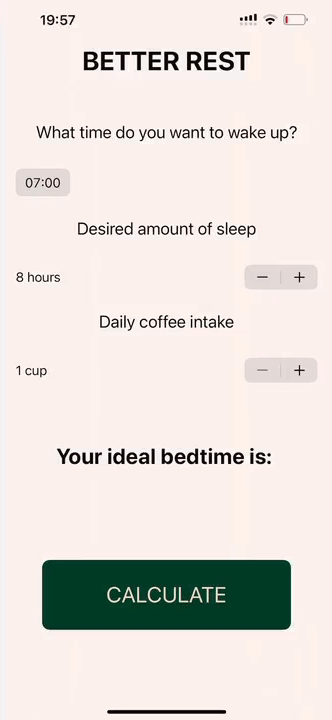 19:57
BETTER REST
What time do you want to wake up?
07:00
Desired amount of sleep
8 hours
− +
Daily coffee intake
1 cup
− +
Your ideal bedtime is:
CALCULATE